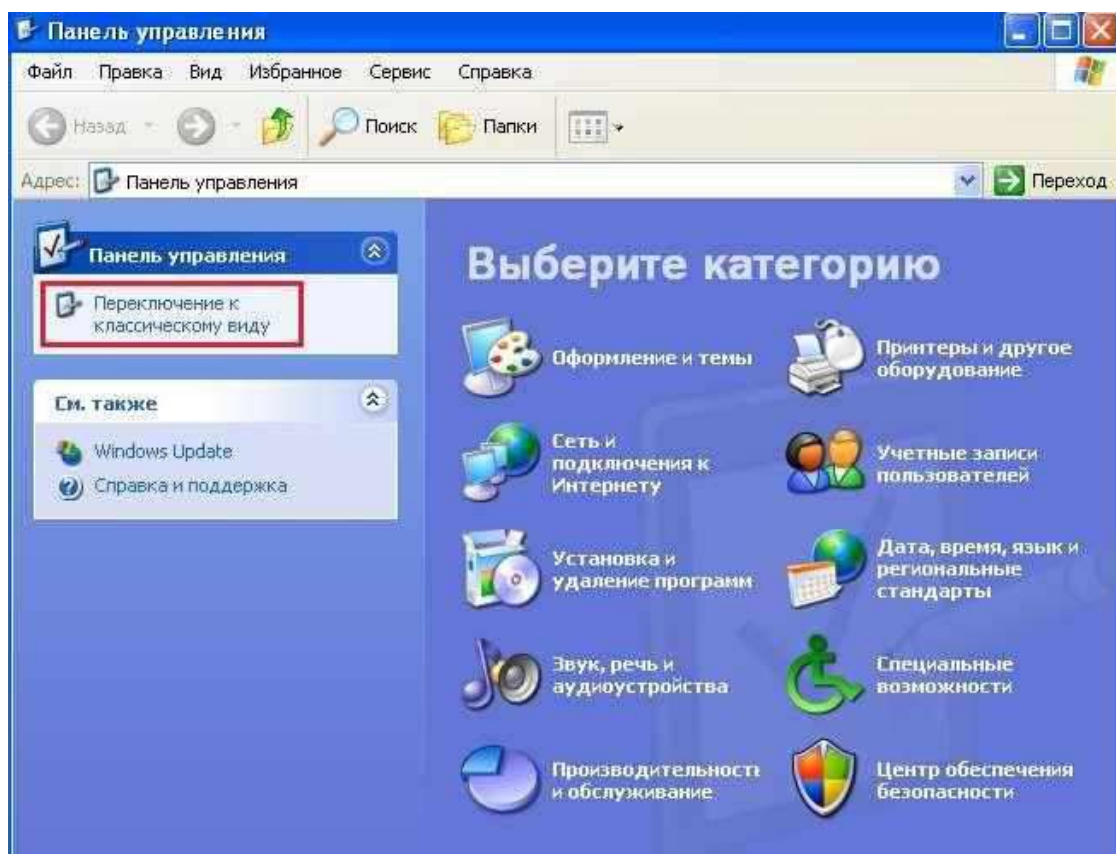 Панель управления
Файл Правка Вид Избранное Сервис Справка
Назад Поиск Папки
Адрес: Панель управления Переход
Панель управления
Переключение к
классическому виду
См. также
Windows Update
Справка и поддержка
Выберите категорию
Оформление и темы
Принтеры и другое
оборудование
Сеть и
подключения к
Интернету
Учетные записи
пользователей
Установка и
удаление программ
Дата, время, язык и
региональные
стандарты
Звук, речь и
аудиоустройства
Специальные
возможности
Производительность
и обслуживание
Центр обеспечения
безопасности